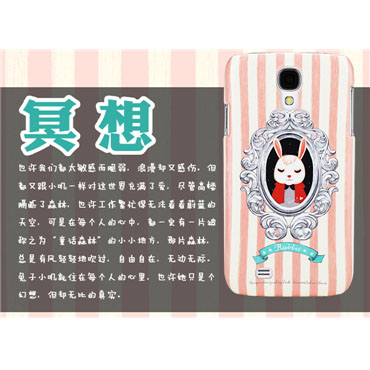 冥想
也许我们都太敏感而脆弱，浪漫却又感伤，但
都又跟小叽一样对这世界充满了爱，尽管高楼
隔断了森林，也许工作繁忙得无法看看蔚蓝的
天空，可是在每个人的心中，都一定有一片被
称之为“童话森林”的小小地方，那片森林，
总是有风轻轻地吹过，自由自在，无边无际，
兔子小叽就住在每个人的心里，也许她只是个
幻想，但却无比的真实。